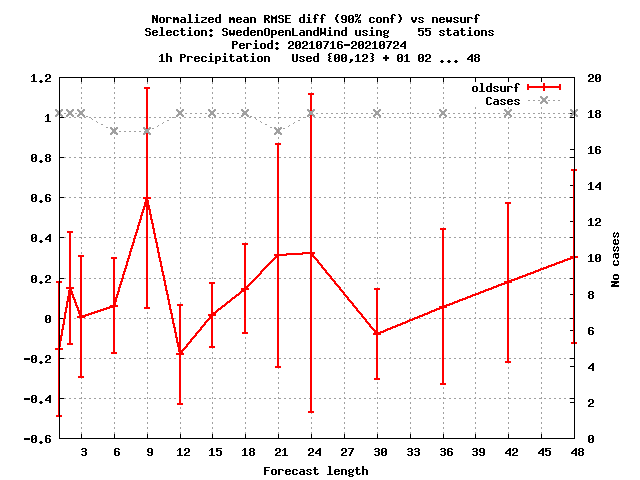 Normalized mean RMSE diff (90% conf) vs newsurf
Selection: SwedenOpenLandWind using    55 stations
Period: 20210716-20210724
1h Precipitation   Used {00,12} + 01 02 ... 48
oldsurf
Cases
1.2
1
0.8
0.6
0.4
0.2
0
-0.2
-0.4
-0.6
20
18
16
14
12
10
8
6
4
2
0
No cases
3 6 9 12 15 18 21 24 27 30 33 36 39 42 45 48
Forecast length